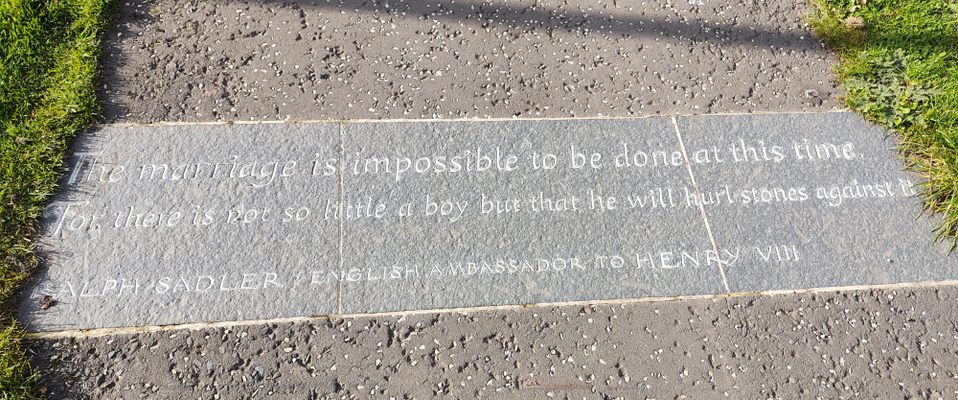 The marriage is impossible to be done at this time,
For, there is not so little a boy but that he will hurl stones against it
RALPH SADLER · ENGLISH AMBASSADOR TO HENRY VIII